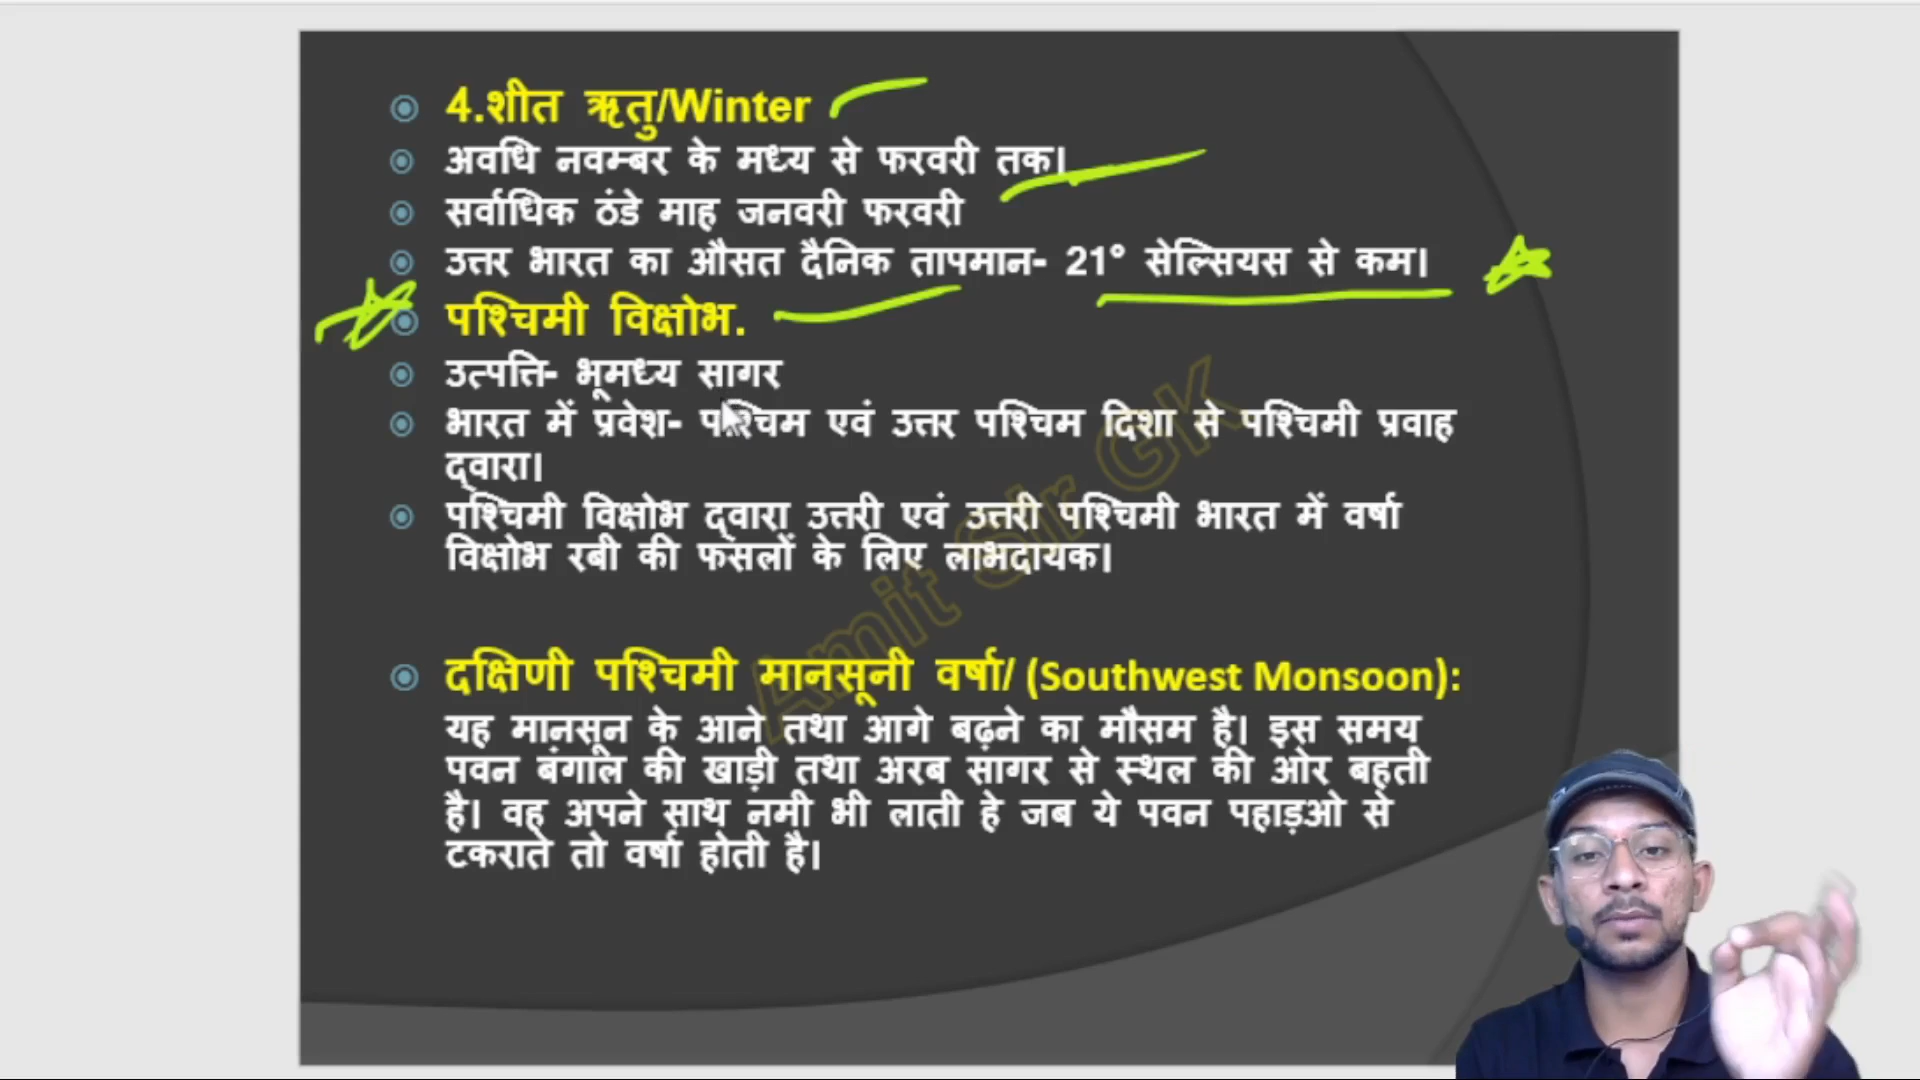 4.शीत ऋतु/Winter
अवधि नवम्बर के मध्य से फरवरी तक।
सर्वाधिक ठंडे माह जनवरी फरवरी
उत्तर भारत का औसत दैनिक तापमान- 21° सेल्सियस से कम।
पश्चिमी विक्षोभ.
उत्पत्ति- भूमध्य सागर
भारत में प्रवेश- पश्चिम एवं उत्तर पश्चिम दिशा से पश्चिमी प्रवाह
द्वारा।
पश्चिमी विक्षोभ द्वारा उत्तरी एवं उत्तरी पश्चिमी भारत में वर्षा
विक्षोभ रबी की फसलों के लिए लाभदायक।
दक्षिणी पश्चिमी मानसूनी वर्षा/ (Southwest Monsoon):
यह मानसून के आने तथा आगे बढ़ने का मौसम है। इस समय
पवन बंगाल की खाड़ी तथा अरब सागर से स्थल की ओर बहती
है। वह अपने साथ नमी भी लाती हे जब ये पवन पहाड़ओ से
टकराते तो वर्षा होती है।
Amit Sir GK